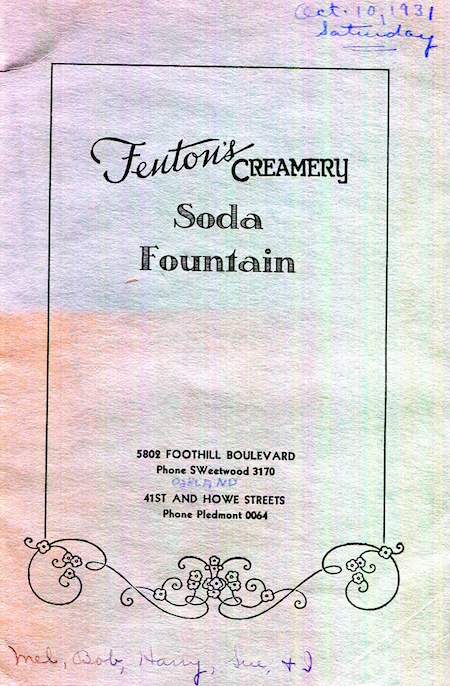 Oct. 10, 1931
Saturday
Fenton's CREAMERY
Soda
Fountain
5802 FOOTHILL BOULEVARD
Phone SWeetwood 3170
OAKLAND
41ST AND HOWE STREETS
Phone PIedmont 0064
Mel, Bob, Harry, Sue, + I